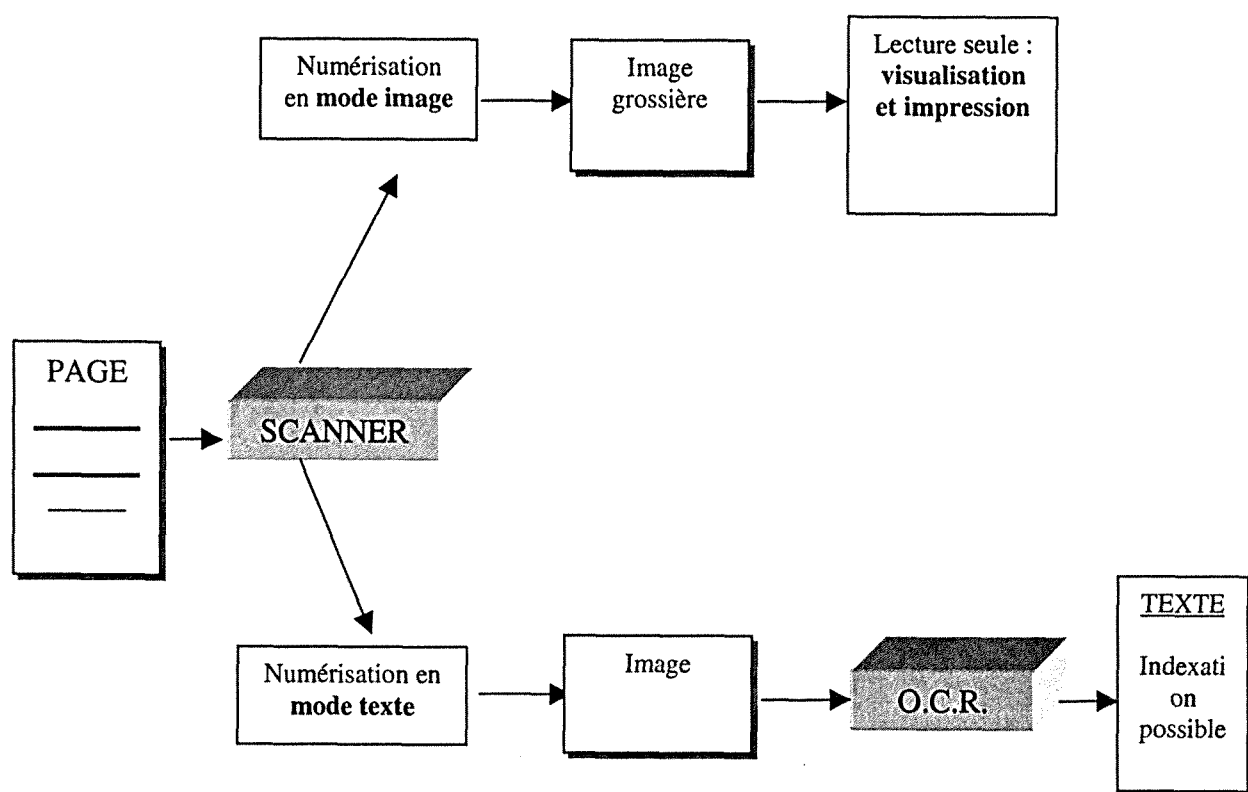 Numérisation
en mode image
Image
grossière
Lecture seule :
visualisation
et impression
PAGE
SCANNER
Numérisation en
mode texte
Image
O.C.R.
TEXTE
Indexati
on
possible